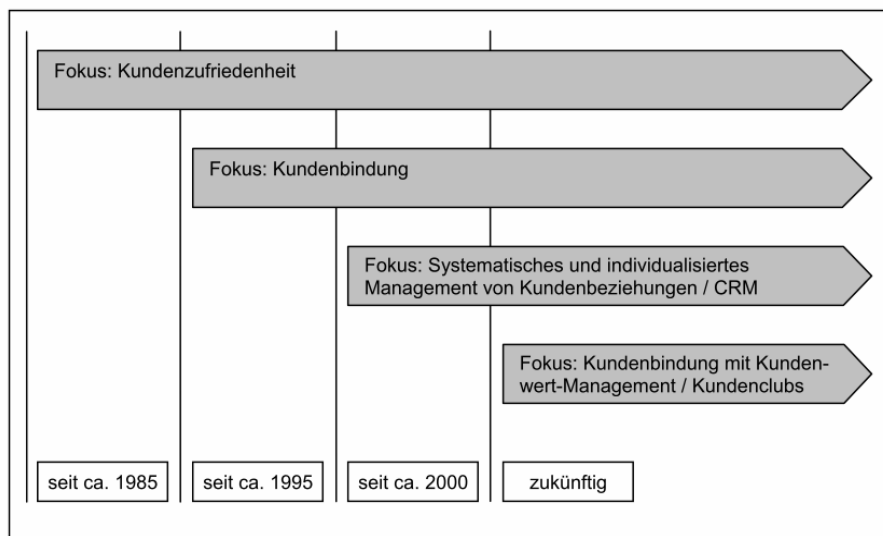 Fokus: Kundenzufriedenheit
Fokus: Kundenbindung
Fokus: Systematisches und individualisiertes
Management von Kundenbeziehungen / CRM
Fokus: Kundenbindung mit Kunden-
wert-Management / Kundenclubs
seit ca. 1985
seit ca. 1995
seit ca. 2000
zukünftig